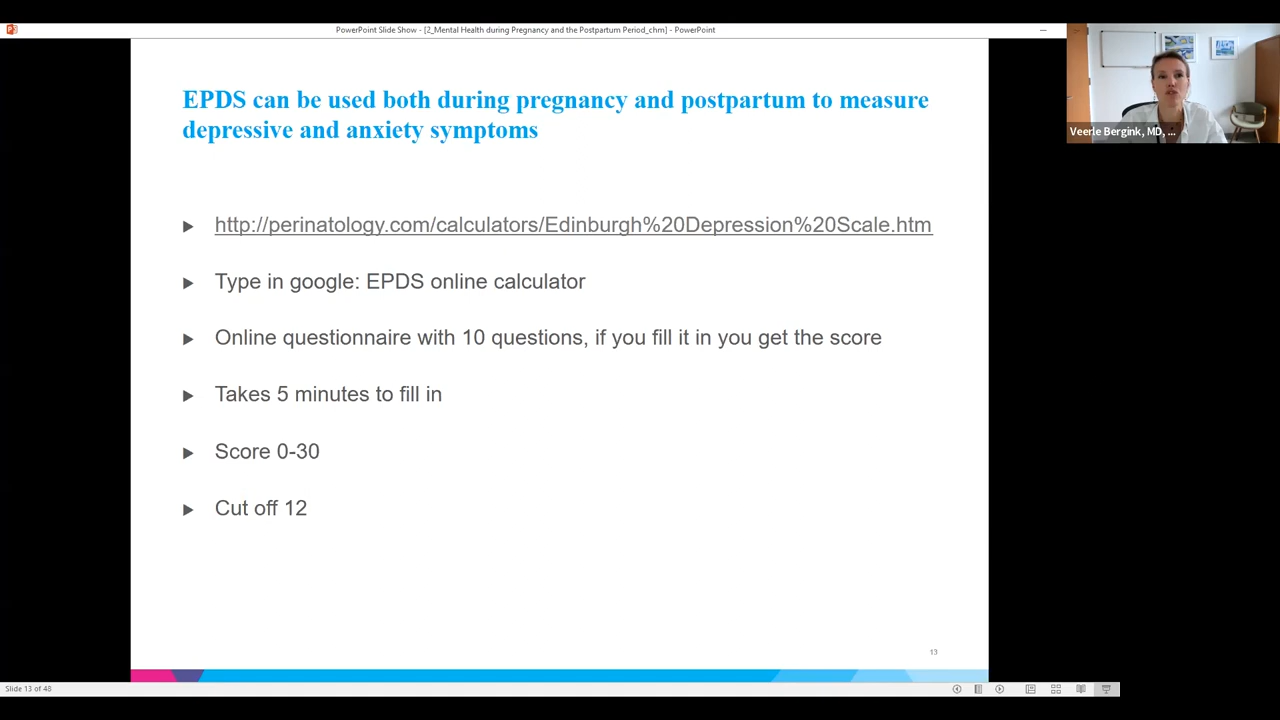 PowerPoint Slide Show - [2_Mental Health during Pregnancy and the Postpartum Period_chm] - PowerPoint
EPDS can be used both during pregnancy and postpartum to measure
depressive and anxiety symptoms
http://perinatology.com/calculators/Edinburgh%20Depression%20Scale.htm
Type in google: EPDS online calculator
Online questionnaire with 10 questions, if you fill it in you get the score
Takes 5 minutes to fill in
Score 0-30
Cut off 12
13
Veerle Bergink, MD, ...
Slide 13 of 48